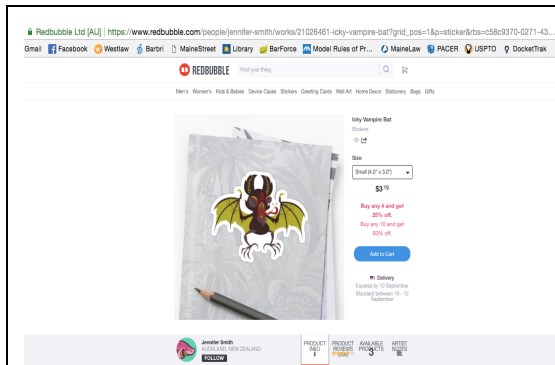 Redbubble Ltd [AU] | https://www.redbubble.com/people/jennifer-smith/works/21026461-icky-vampire-bat?grid_pos=1&p=sticker&rbs=c58c9370-0271-43...
Gmail Facebook Westlaw Barbri MaineStreet Library BarForce Model Rules of Pr... MaineLaw PACER USPTO DocketTrak
REDBUBBLE Find your thing
Men's Women's Kids & Babies Device Cases Stickers Greeting Cards Wall Art Home Decor Stationery Bags Gifts
Icky Vampire Bat
Stickers
Size:
Small (4.0" x 3.0")
$3.19
Buy any 4 and get
25% off.
Buy any 10 and get
50% off.
Add to Cart
Delivery
Express by 10 September
Standard between 10 - 12
September
Jennifer Smith
AUCKLAND, NEW ZEALAND
FOLLOW
PRODUCT
INFO
PRODUCT
REVIEWS
AVAILABLE
PRODUCTS
3
ARTIST
NOTES